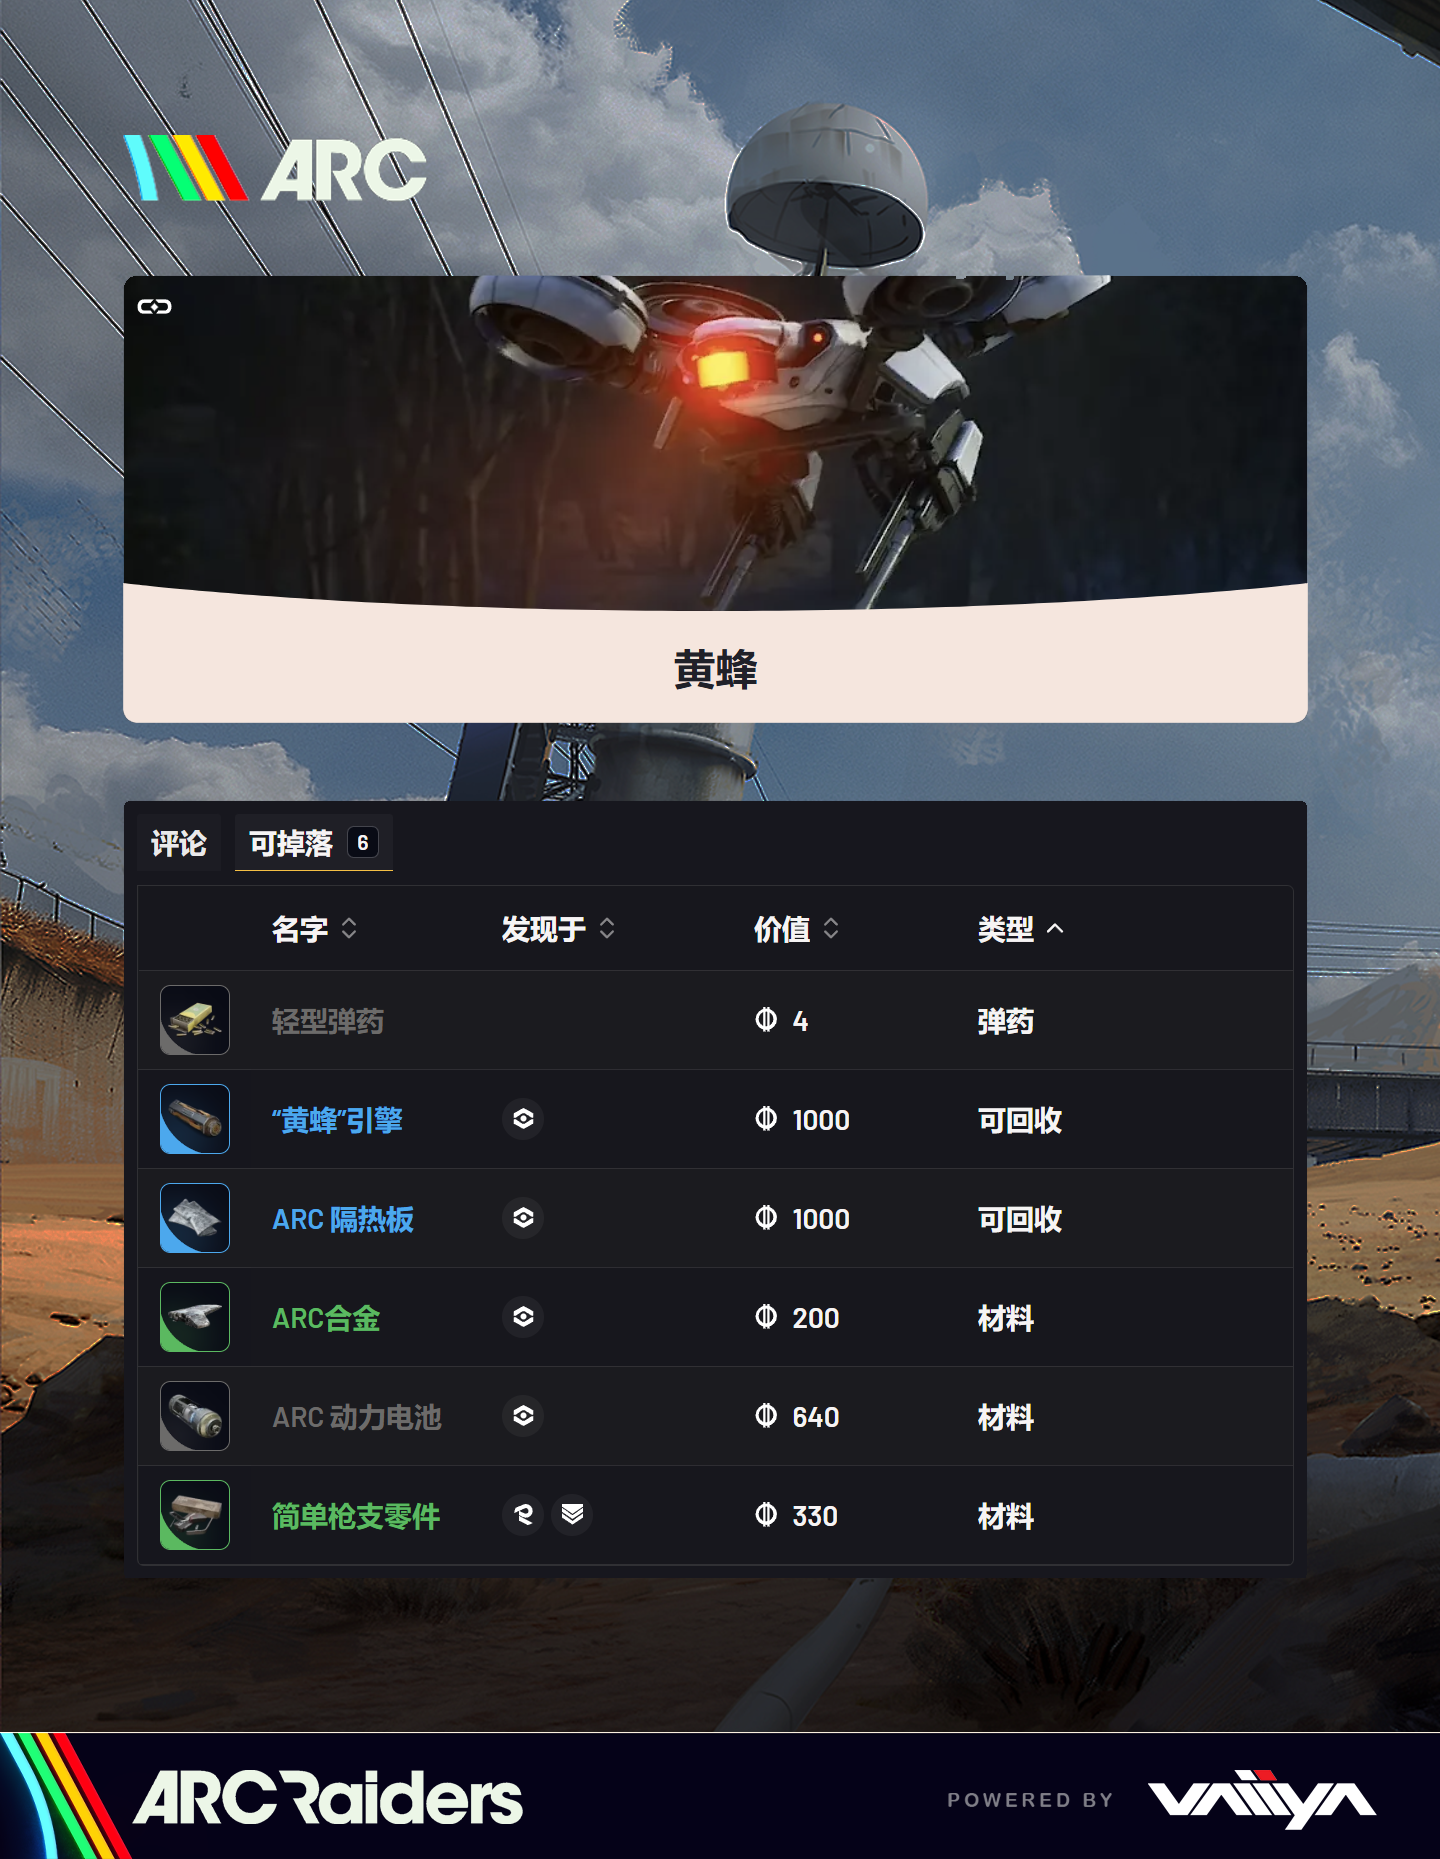 ARC
黄蜂
评论 可掉落 6
名字 发现于 价值 类型
轻型弹药 4 弹药
“黄蜂”引擎 1000 可回收
ARC 隔热板 1000 可回收
ARC合金 200 材料
ARC 动力电池 640 材料
简单枪支零件 330 材料
ARC Raiders POWERED BY vaiiya